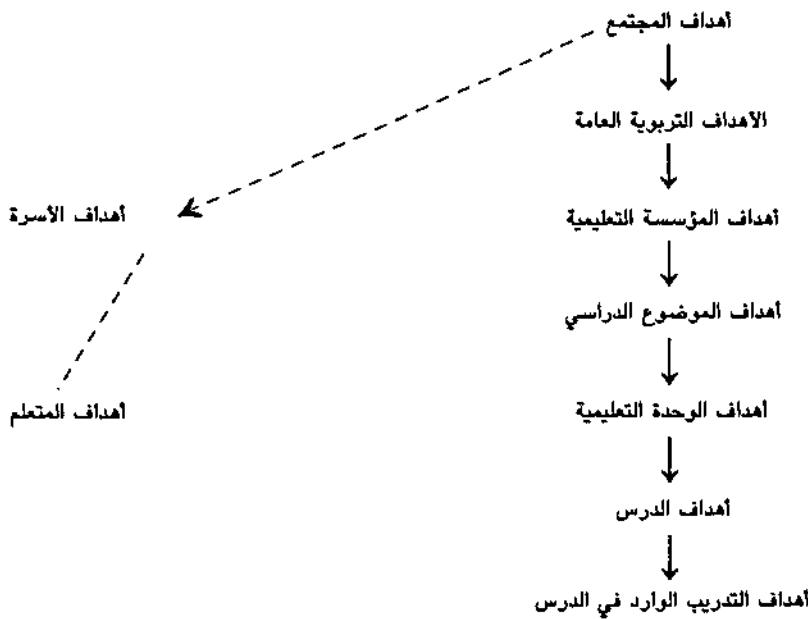 أهداف المجتمع
الأهداف التربوية العامة
أهداف المؤسسة التعليمية
أهداف الأسرة
أهداف الموضوع الدراسي
أهداف الوحدة التعليمية
أهداف المتعلم
أهداف الدرس
أهداف التدريب الوارد في الدرس